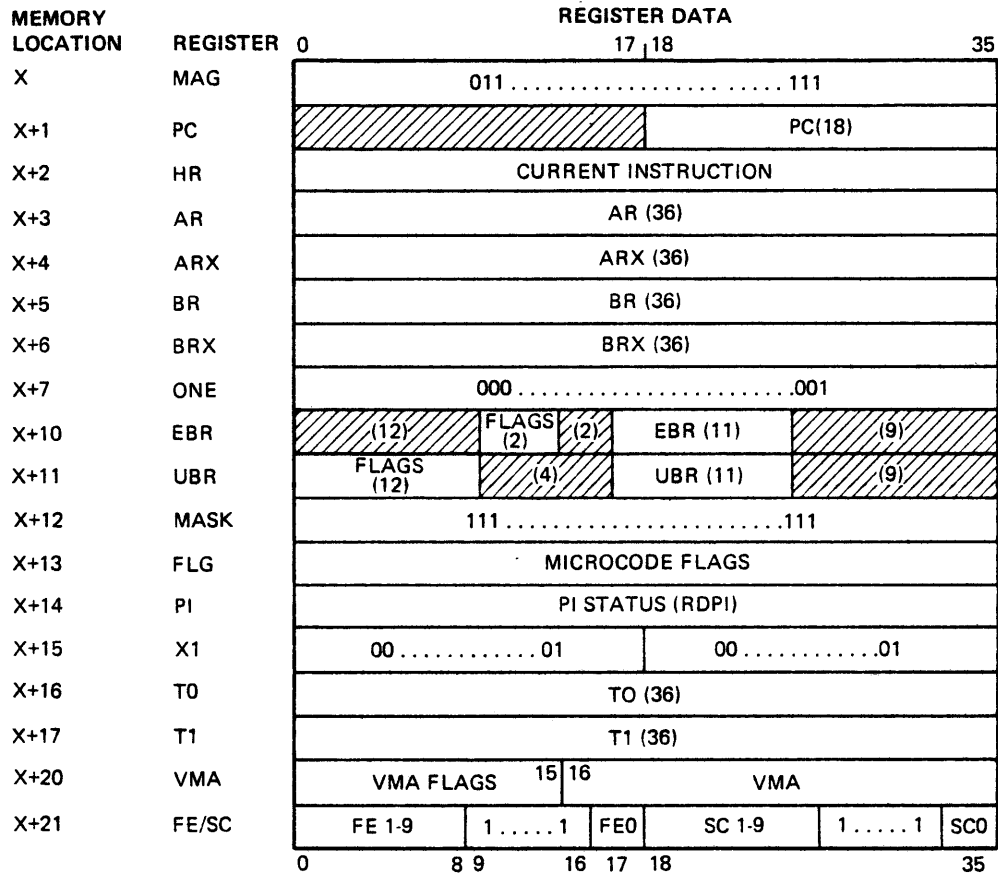 MEMORY REGISTER DATA
LOCATION REGISTER 0 17 18 35
X MAG 011 . . . . . . . . . . . . . . . . . . . . . . . . 111
X+1 PC PC(18)
X+2 HR CURRENT INSTRUCTION
X+3 AR AR (36)
X+4 ARX ARX (36)
X+5 BR BR (36)
X+6 BRX BRX (36)
X+7 ONE 000 . . . . . . . . . . . . . . . . . . . . . . . . 001
X+10 EBR (12) FLAGS (2) (2) EBR (11) (9)
X+11 UBR FLAGS (12) (4) UBR (11) (9)
X+12 MASK 111 . . . . . . . . . . . . . . . . . . . . . . . . 111
X+13 FLG MICROCODE FLAGS
X+14 PI PI STATUS (RDPI)
X+15 X1 00 . . . . . . . . . . . . 01 00 . . . . . . . . . . . . 01
X+16 T0 TO (36)
X+17 T1 T1 (36)
X+20 VMA VMA FLAGS 15 16 VMA
X+21 FE/SC FE 1-9 1 . . . . . 1 FE0 SC 1-9 1 . . . . . 1 SC0
0 8 9 16 17 18 35